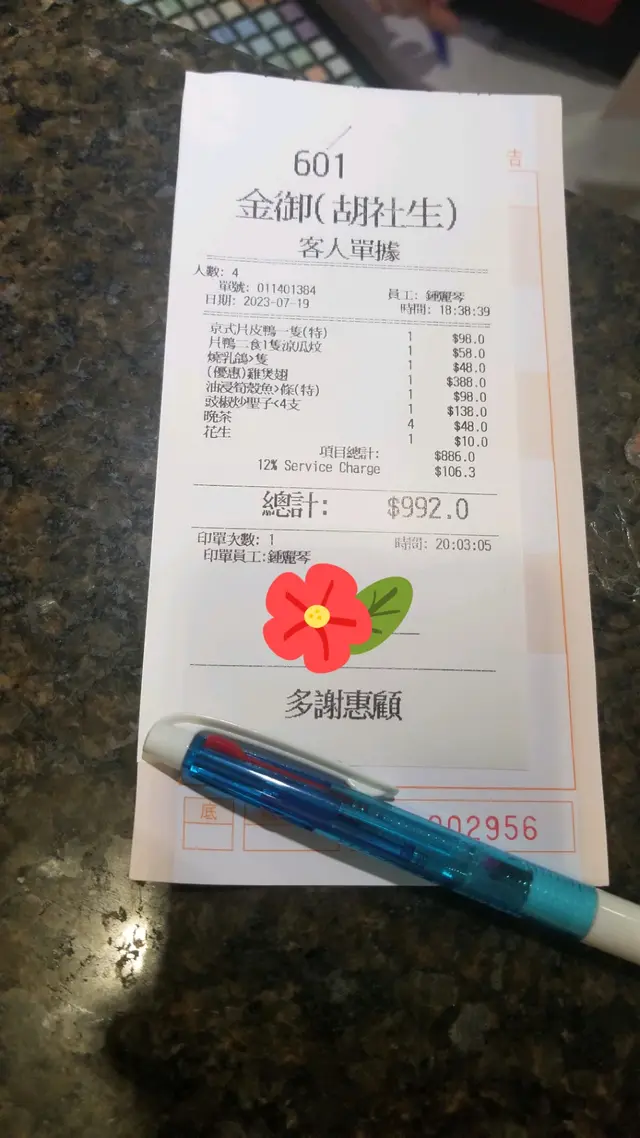 601
金御(胡社生)
客人單據
人數: 4
單號: 011401384 員工: 鍾麗琴
日期: 2023-07-19 時間: 18:38:39
京式片皮鴨一隻(特) 1 $98.0
片鴨二食1隻涼瓜炆 1 $58.0
燒乳鴿>隻 1 $48.0
(優惠)雞煲翅 1 $388.0
油浸筍殼魚>條(特) 1 $98.0
豉椒炒聖子<4支 1 $138.0
晚茶 4 $48.0
花生 1 $10.0
項目總計: $886.0
12% Service Charge $106.3
總計: $992.0
印單次數: 1 時間: 20:03:05
印單員工:鍾麗琴
多謝惠顧
底
002956